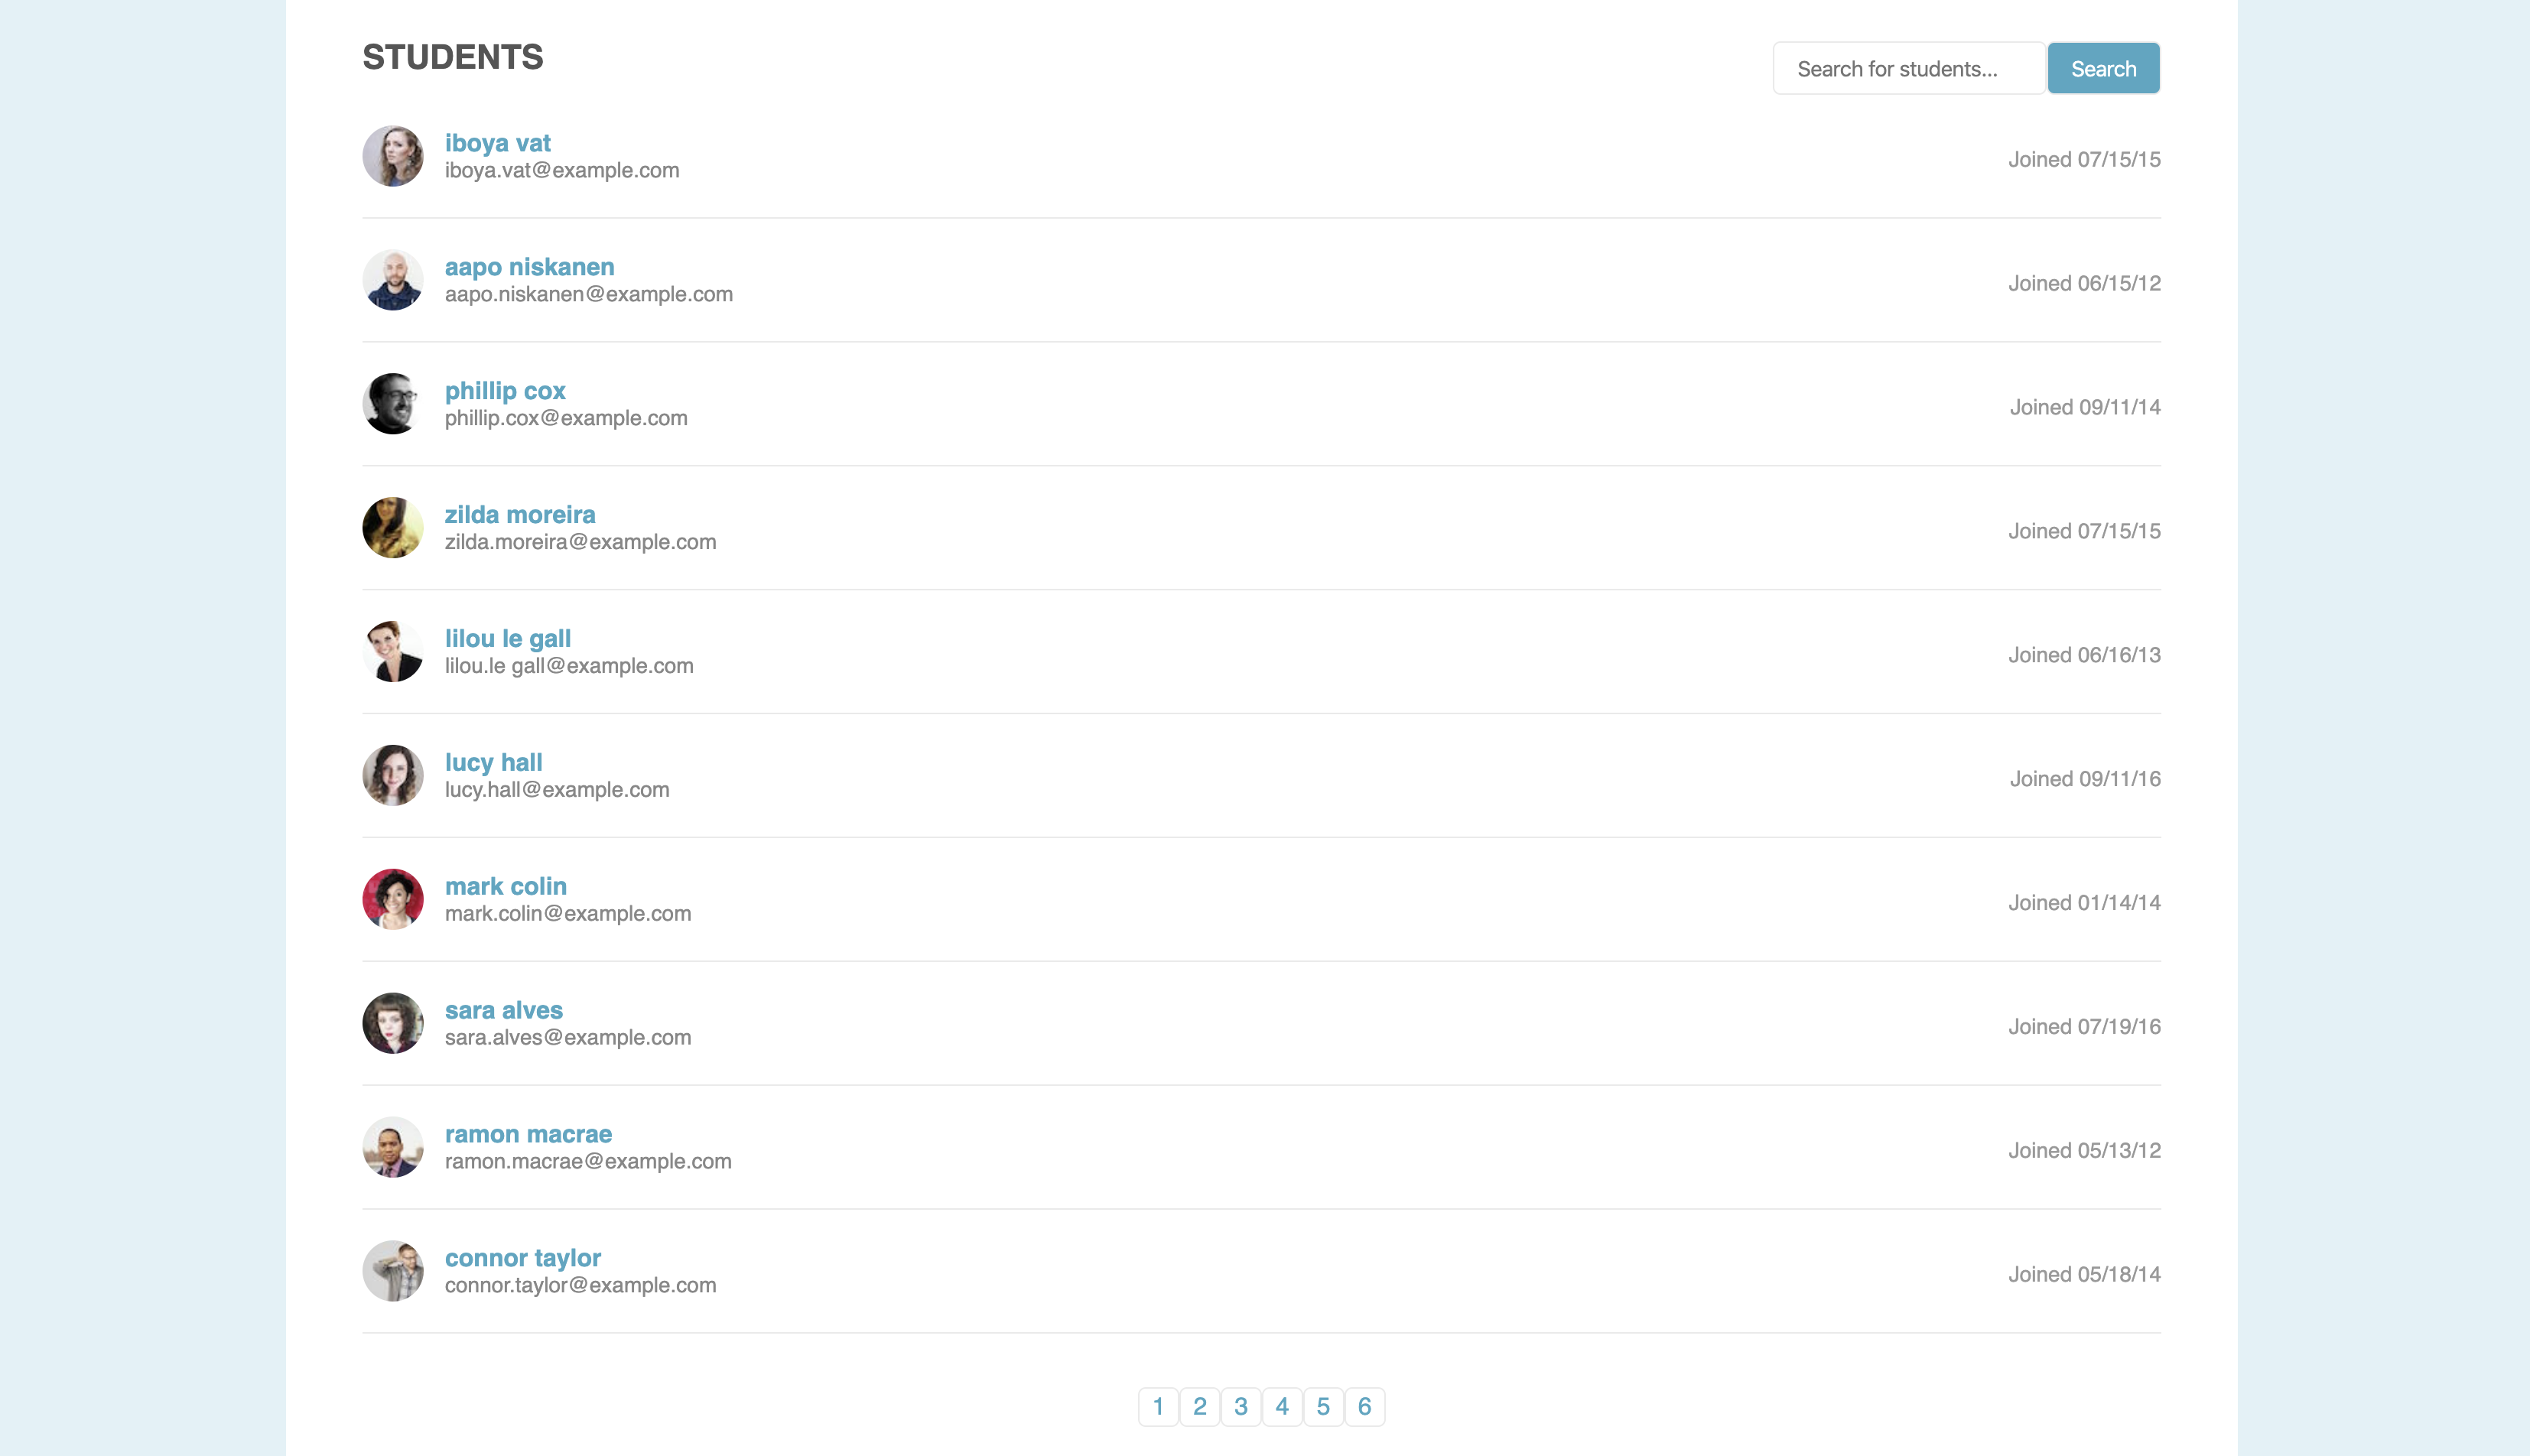 STUDENTS
Search for students...
Search
iboya vat
iboya.vat@example.com
Joined 07/15/15
aapo niskanen
aapo.niskanen@example.com
Joined 06/15/12
phillip cox
phillip.cox@example.com
Joined 09/11/14
zilda moreira
zilda.moreira@example.com
Joined 07/15/15
lilou le gall
lilou.le gall@example.com
Joined 06/16/13
lucy hall
lucy.hall@example.com
Joined 09/11/16
mark colin
mark.colin@example.com
Joined 01/14/14
sara alves
sara.alves@example.com
Joined 07/19/16
ramon macrae
ramon.macrae@example.com
Joined 05/13/12
connor taylor
connor.taylor@example.com
Joined 05/18/14
1 2 3 4 5 6